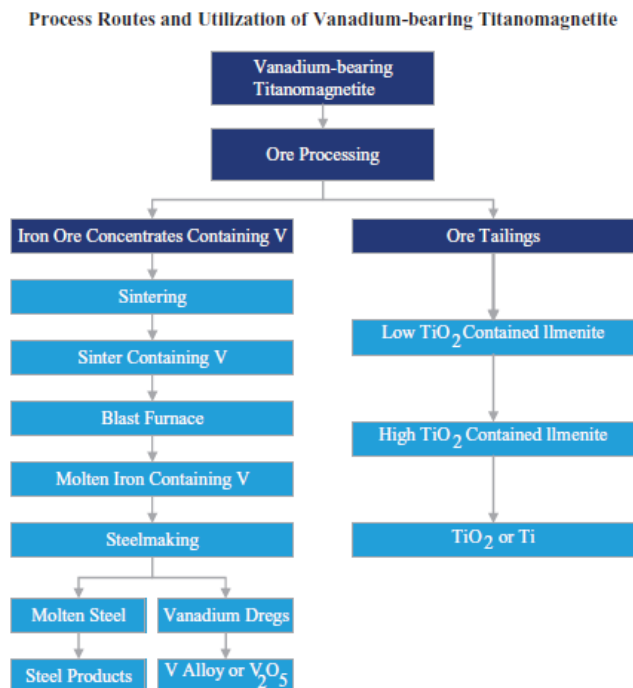 Process Routes and Utilization of Vanadium-bearing Titanomagnetite
Vanadium-bearing
Titanomagnetite
Ore Processing
Iron Ore Concentrates Containing V
Ore Tailings
Sintering
Low TiO2 Contained Ilmenite
Sinter Containing V
Blast Furnace
High TiO2 Contained Ilmenite
Molten Iron Containing V
Steelmaking
TiO2 or Ti
Molten Steel
Vanadium Dregs
Steel Products
V Alloy or V2O5